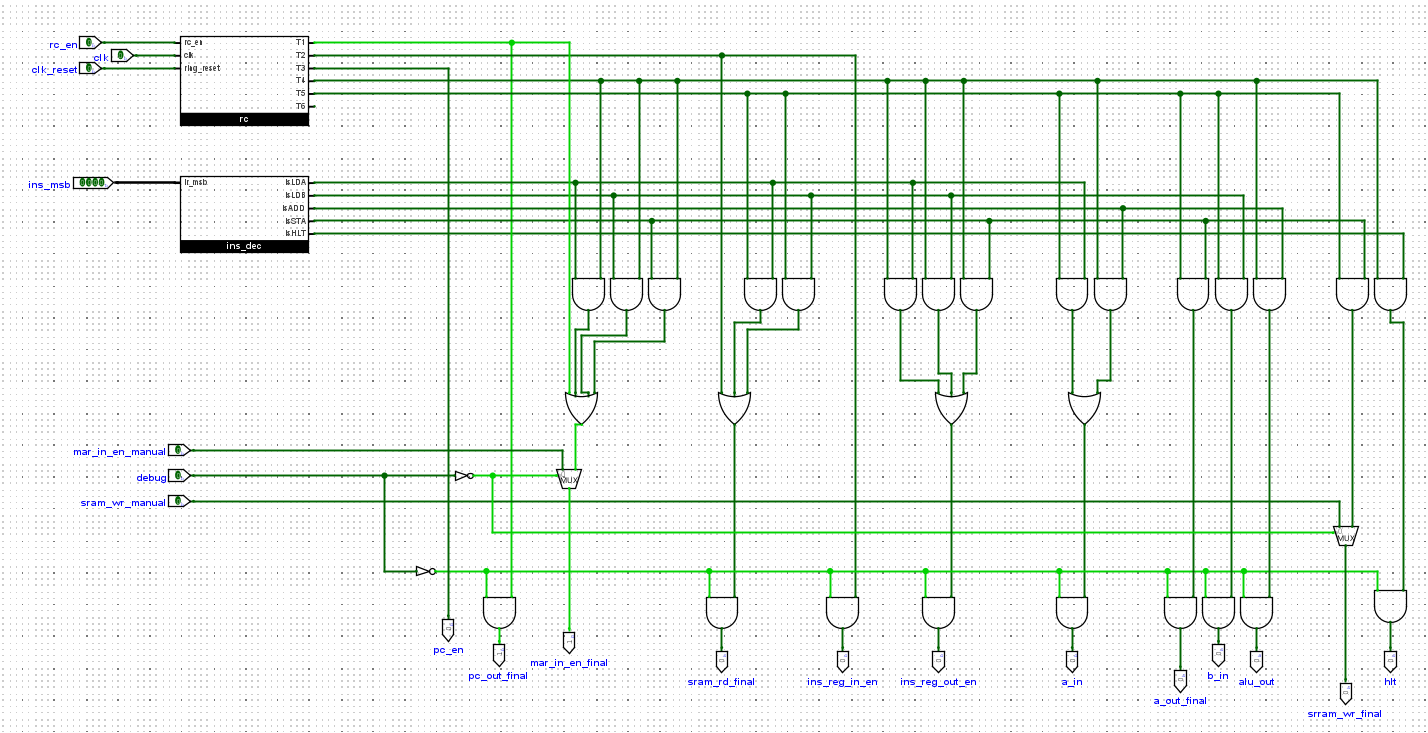 rc_en
clk
clk_reset
rc_en
clk
ring_reset
T1
T2
T3
T4
T5
T6
rc
ins_msb
0000
ir_msb
isLDA
isLDB
isADD
isSTA
isHLT
ins_dec
mar_in_en_manual
debug
sram_wr_manual
MUX
MUX
pc_en
pc_out_final
mar_in_en_final
sram_rd_final
ins_reg_in_en
ins_reg_out_en
a_in
a_out_final
b_in
alu_out
srram_wr_final
hlt